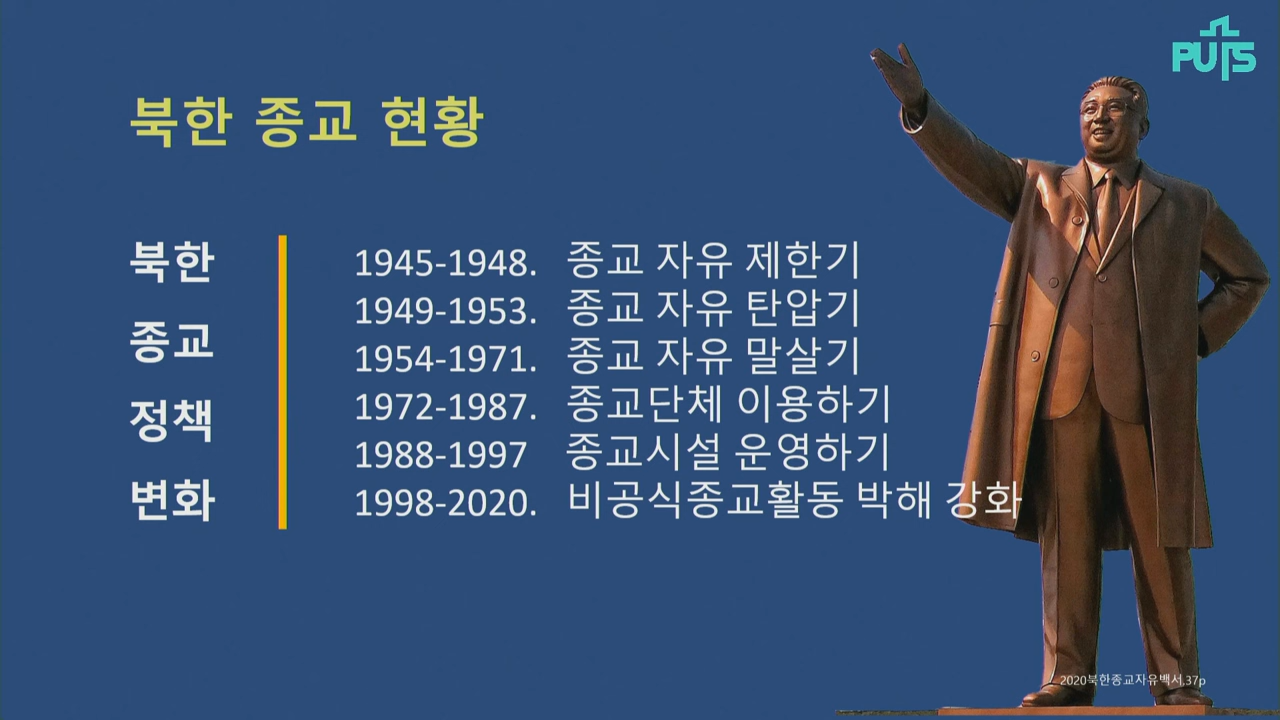 PUTS
북한 종교 현황
북한
종교
정책
변화
1945-1948. 종교 자유 제한기
1949-1953. 종교 자유 탄압기
1954-1971. 종교 자유 말살기
1972-1987. 종교단체 이용하기
1988-1997 종교시설 운영하기
1998-2020. 비공식종교활동 박해 강화
2020북한종교자유백서,37p